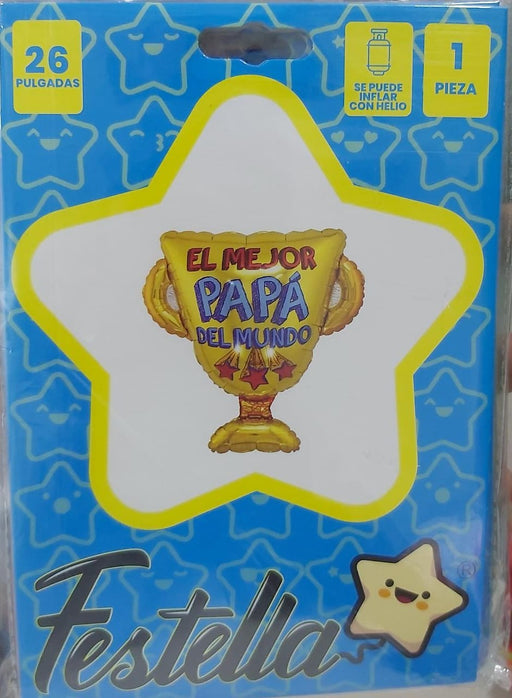 26
PULGADAS
SE PUEDE
INFLAR
CON HELIO
1
PIEZA
EL MEJOR
PAPÁ
DEL MUNDO
Festella
®